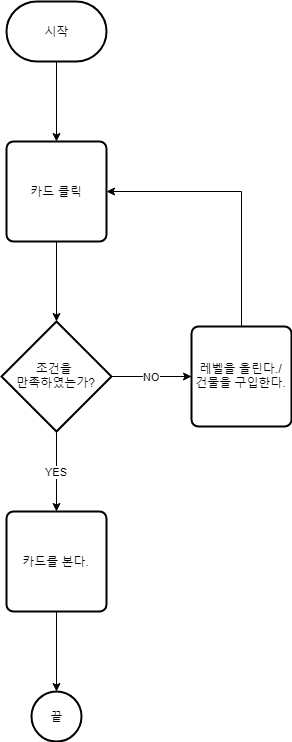 시작
카드 클릭
조건을
만족하였는가?
NO
레벨을 올린다./
건물을 구입한다.
YES
카드를 본다.
끝